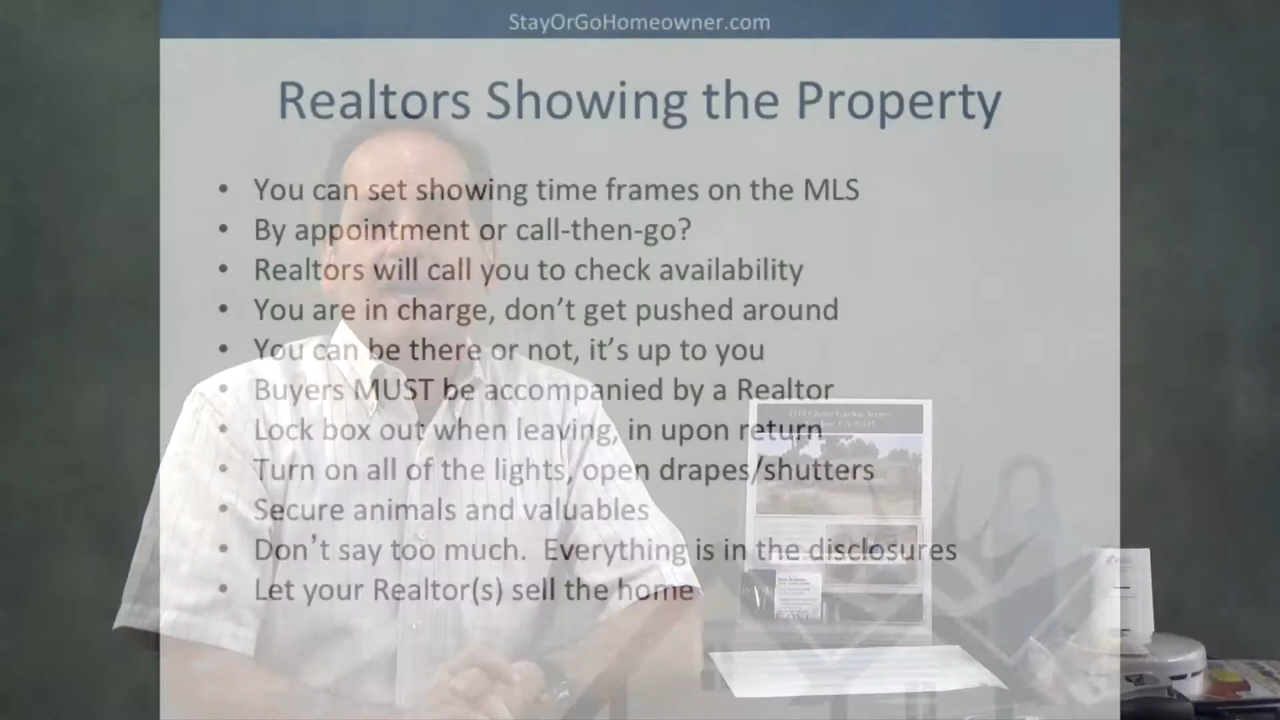 StayOrGoHomeowner.com
Realtors Showing the Property
• You can set showing time frames on the MLS
• By appointment or call-then-go?
• Realtors will call you to check availability
• You are in charge, don’t get pushed around
• You can be there or not, it’s up to you
• Buyers MUST be accompanied by a Realtor
• Lock box out when leaving, in upon return
• Turn on all of the lights, open drapes/shutters
• Secure animals and valuables
• Don’t say too much.  Everything is in the disclosures
• Let your Realtor(s) sell the home